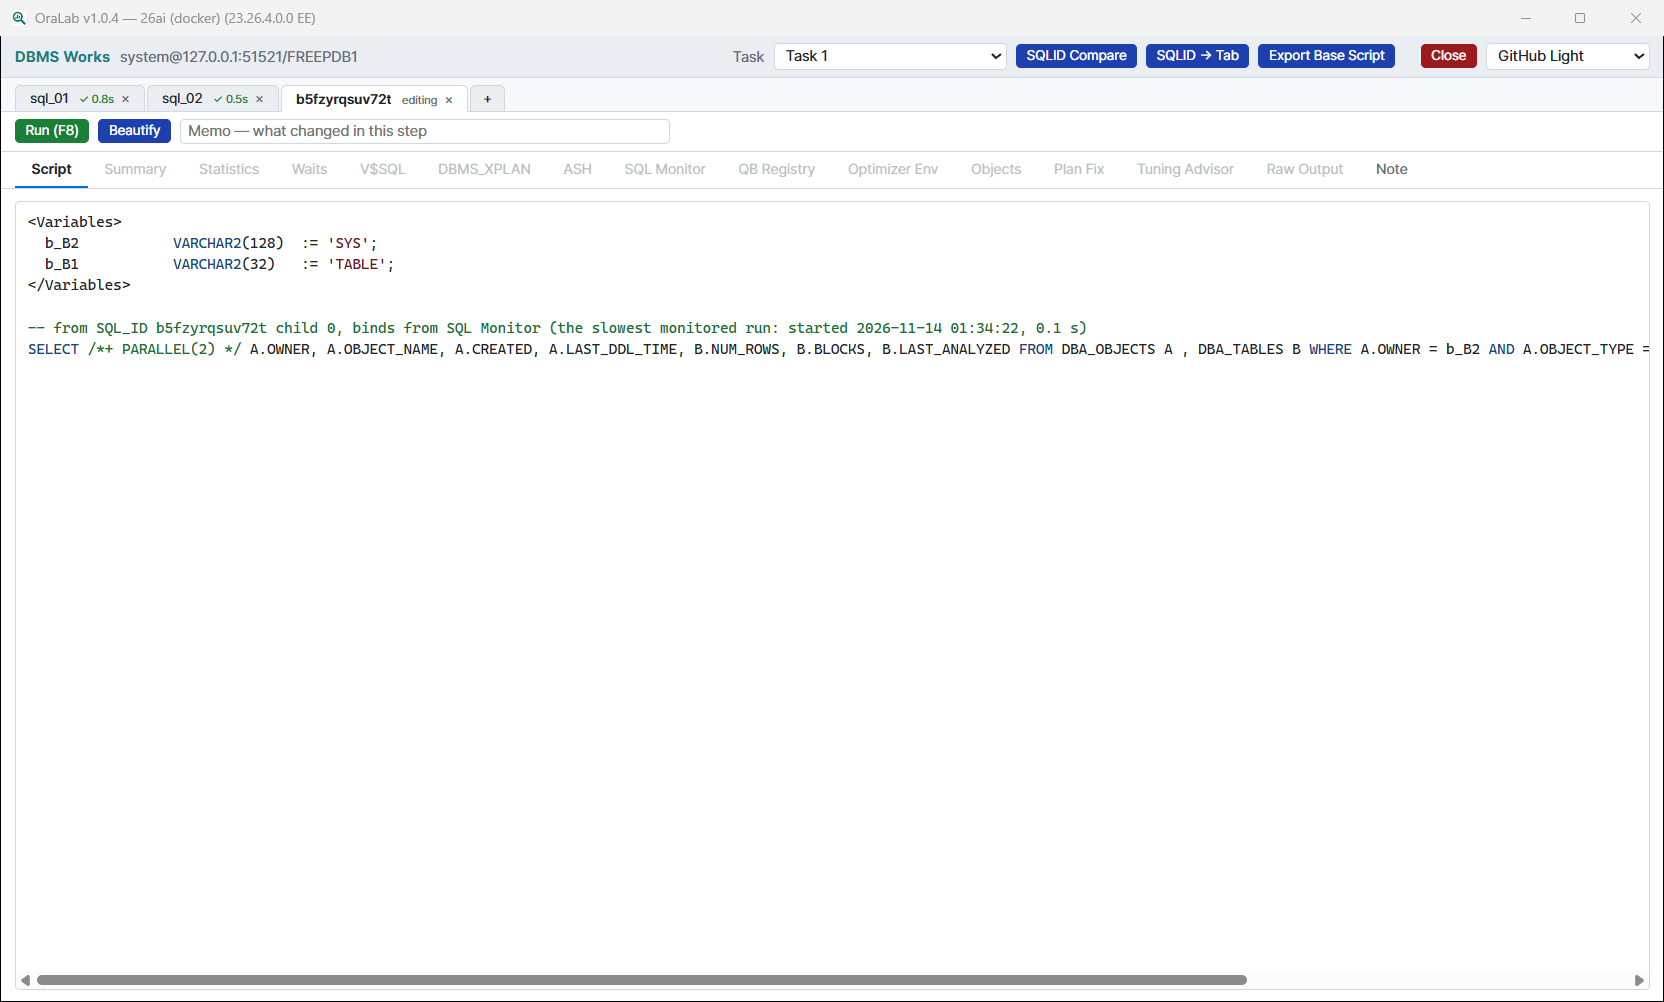 OraLab v1.0.4 — 26ai (docker) (23.26.4.0.0 EE)
DBMS Works system@127.0.0.1:51521/FREEPDB1 Task Task 1 SQLID Compare SQLID → Tab Export Base Script Close GitHub Light
sql_01 ✓ 0.8s × sql_02 ✓ 0.5s × b5fzyrqsuv72t editing × +
Run (F8) Beautify Memo — what changed in this step
Script Summary Statistics Waits V$SQL DBMS_XPLAN ASH SQL Monitor QB Registry Optimizer Env Objects Plan Fix Tuning Advisor Raw Output Note
<Variables>
  b_B2           VARCHAR2(128)  := 'SYS';
  b_B1           VARCHAR2(32)   := 'TABLE';
</Variables>
-- from SQL_ID b5fzyrqsuv72t child 0, binds from SQL Monitor (the slowest monitored run: started 2026-11-14 01:34:22, 0.1 s)
SELECT /*+ PARALLEL(2) */ A.OWNER, A.OBJECT_NAME, A.CREATED, A.LAST_DDL_TIME, B.NUM_ROWS, B.BLOCKS, B.LAST_ANALYZED FROM DBA_OBJECTS A , DBA_TABLES B WHERE A.OWNER = b_B2 AND A.OBJECT_TYPE =